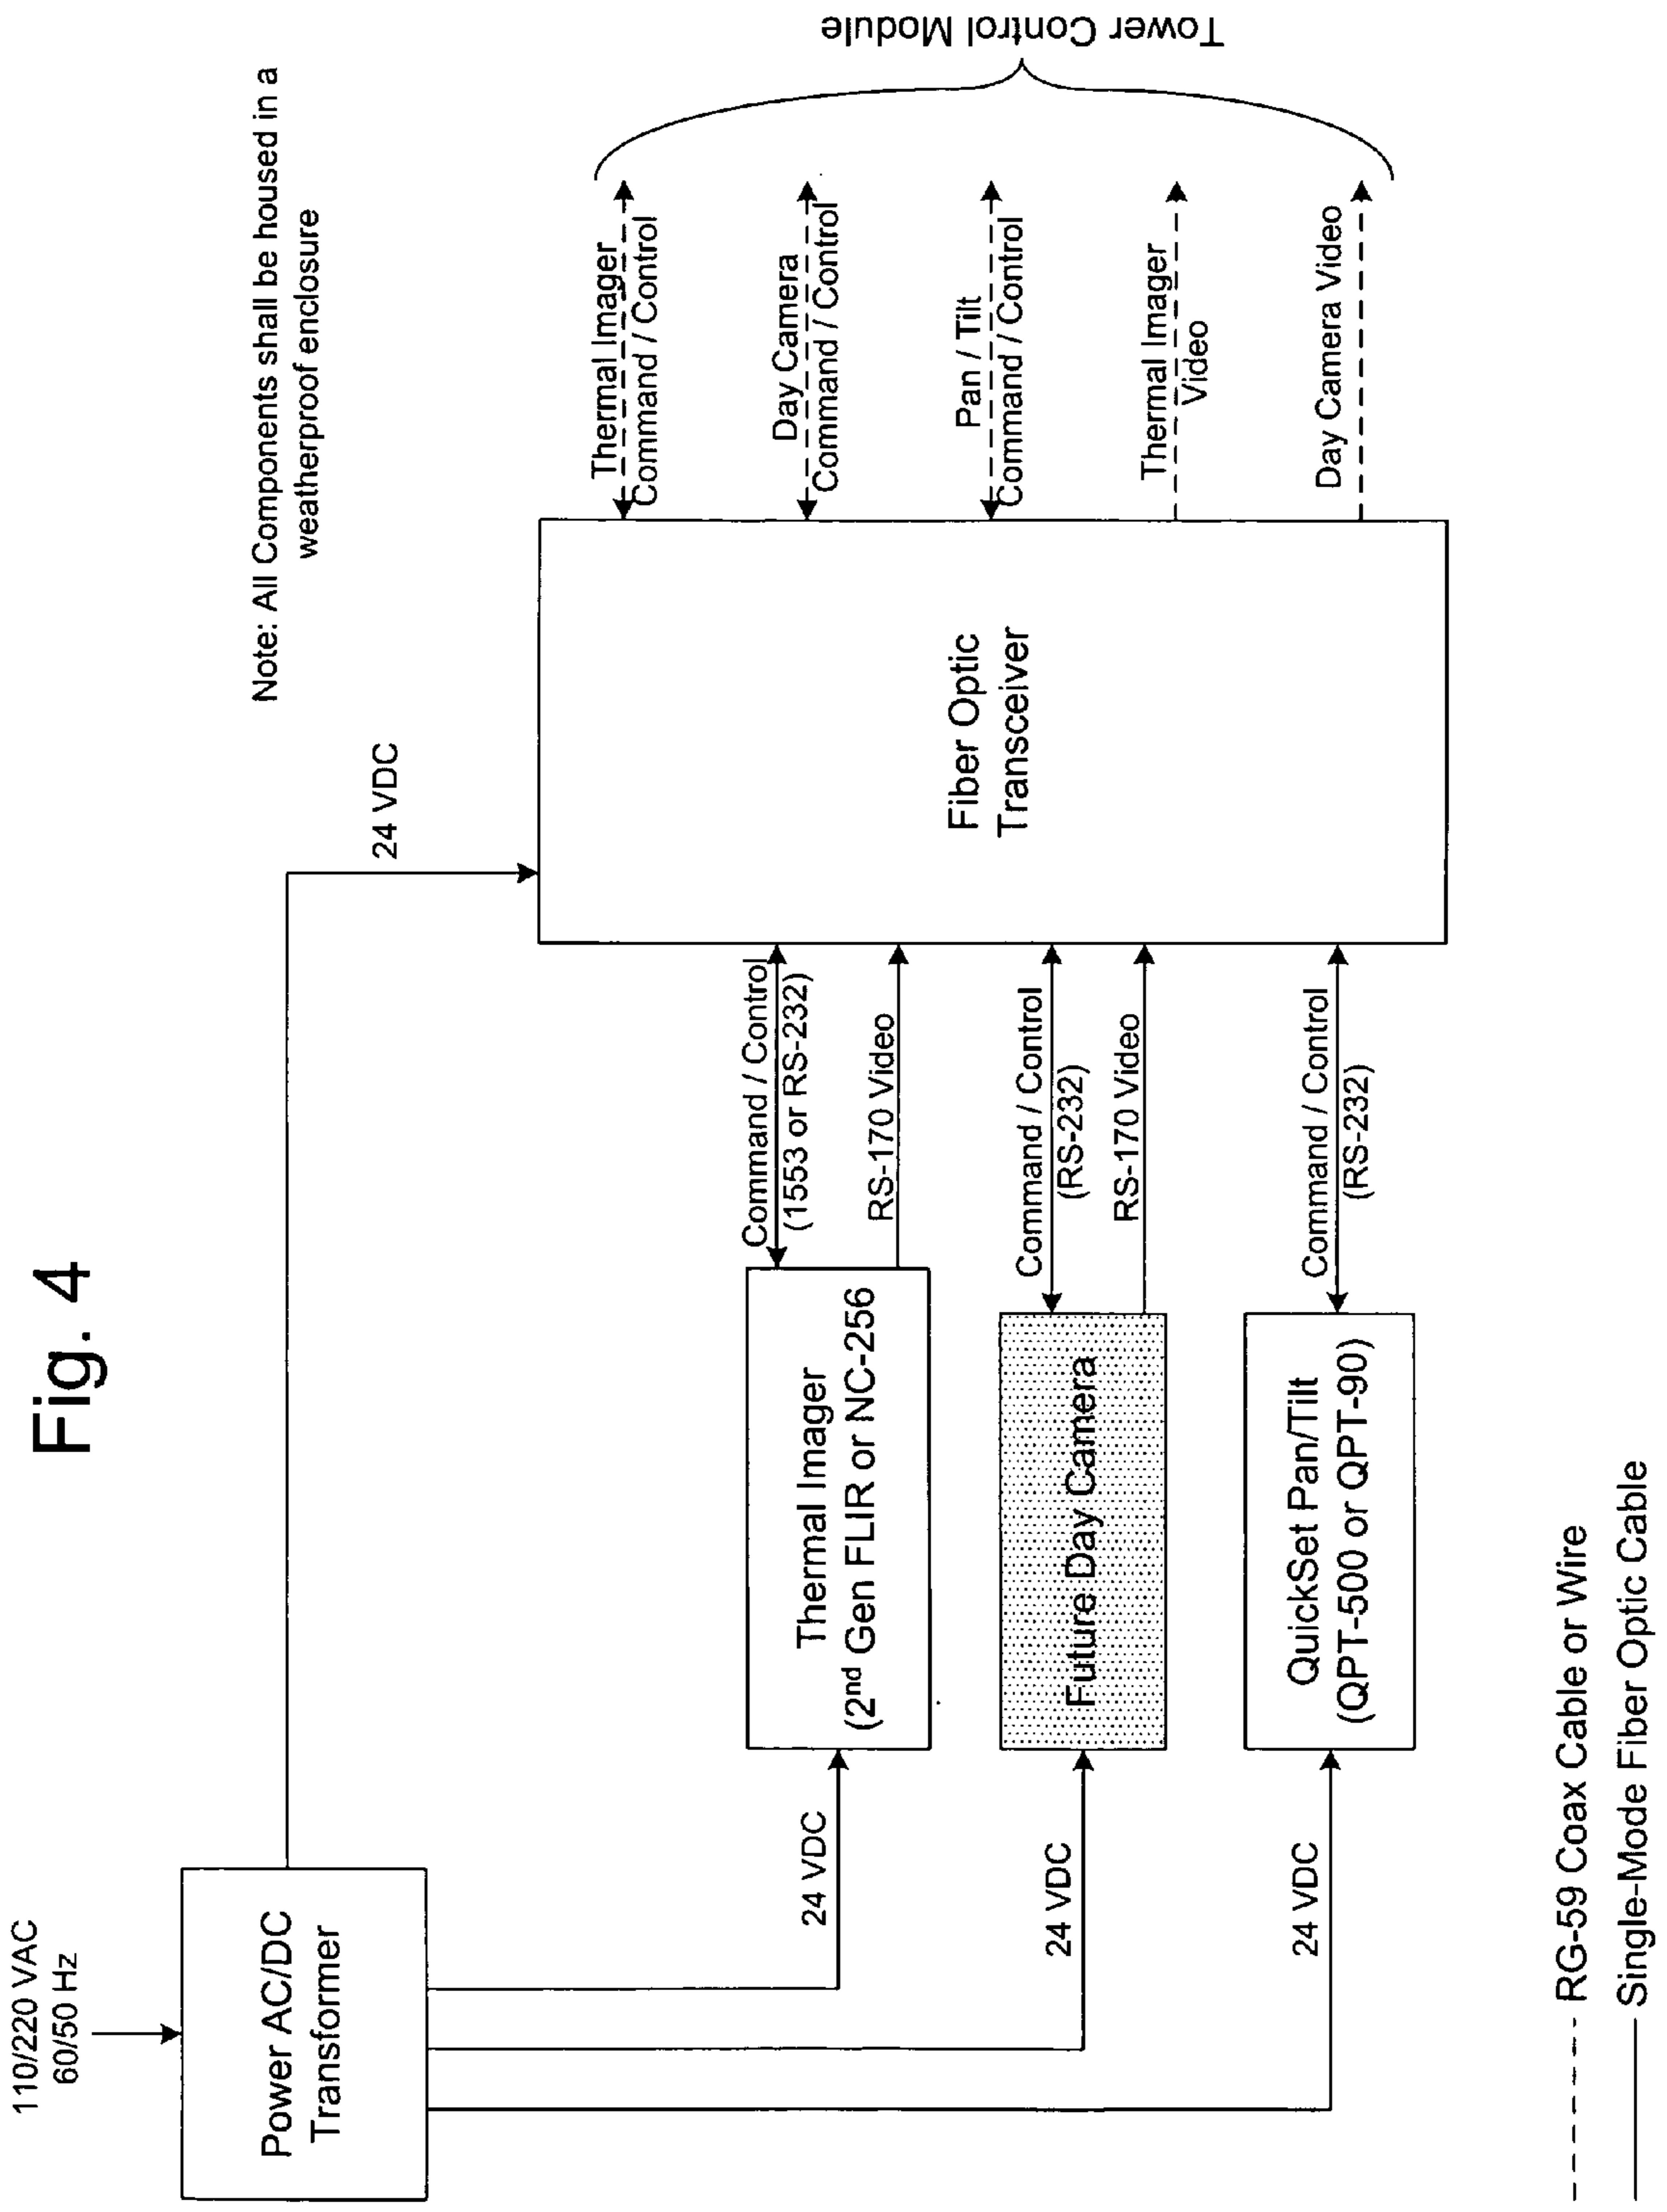 Fig. 4
110/220 VAC
60/50 Hz
Power AC/DC
Transformer
24 VDC
Note: All Components shall be housed in a
weatherproof enclosure
24 VDC
Thermal Imager
(2nd Gen FLIR or NC-256
Command / Control
(1553 or RS-232)
RS-170 Video
24 VDC
Future Day Camera
Command / Control
(RS-232)
RS-170 Video
24 VDC
QuickSet Pan/Tilt
(QPT-500 or QPT-90)
Command / Control
(RS-232)
Fiber Optic
Transceiver
Thermal Imager
Command / Control
Day Camera
Command / Control
Pan / Tilt
Command / Control
Thermal Imager
Video
Day Camera Video
Tower Control Module
RG-59 Coax Cable or Wire
Single-Mode Fiber Optic Cable